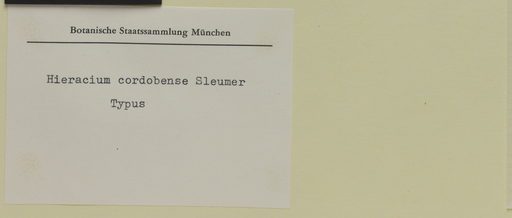 Botanische Staatssammlung München
Hieracium cordobense Sleumer
Typus